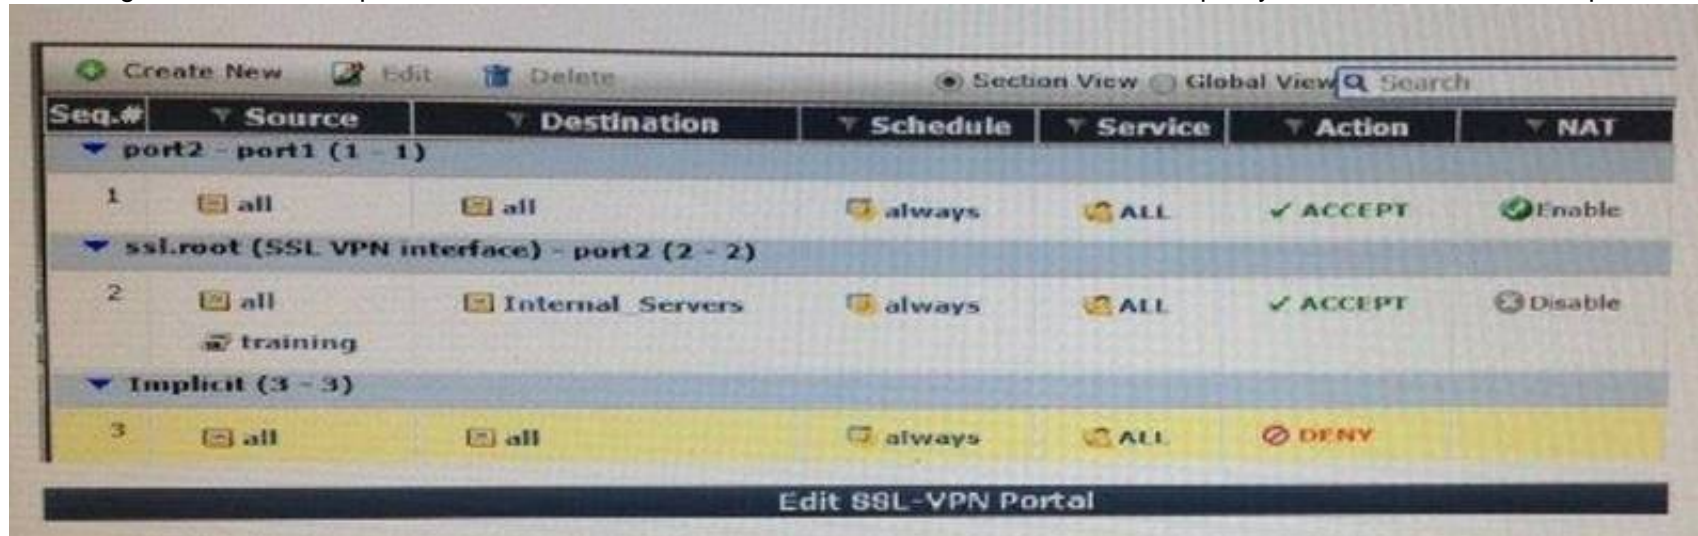 Create New Edit Delete Section View Global View Search
Seq.# Source Destination Schedule Service Action NAT
port2 - port1 (1 - 1)
1 all all always ALL ACCEPT Enable
ssl.root (SSL VPN interface) - port2 (2 - 2)
2 all Internal Servers always ALL ACCEPT Disable
training
Implicit (3 - 3)
3 all all always ALL DENY
Edit SSL-VPN Portal